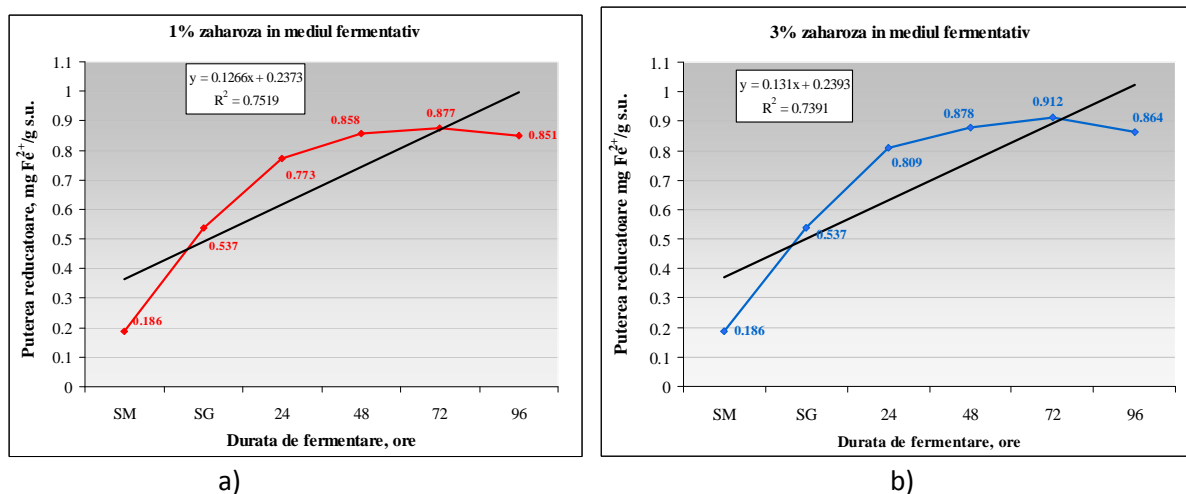 1% zaharoza in mediul fermentativ
Puterea reducatoare, mg Fe²⁺/g s.u.
1.1
1
0.9
0.8
0.7
0.6
0.5
0.4
0.3
0.2
0.1
0
y = 0.1266x + 0.2373
R² = 0.7519
0.186
0.537
0.773
0.858
0.877
0.851
SM SG 24 48 72 96
Durata de fermentare, ore
a)
3% zaharoza in mediul fermentativ
Puterea reducatoare mg Fe²⁺/g s.u.
1.1
1
0.9
0.8
0.7
0.6
0.5
0.4
0.3
0.2
0.1
0
y = 0.131x + 0.2393
R² = 0.7391
0.186
0.537
0.809
0.878
0.912
0.864
SM SG 24 48 72 96
Durata de fermentare, ore
b)